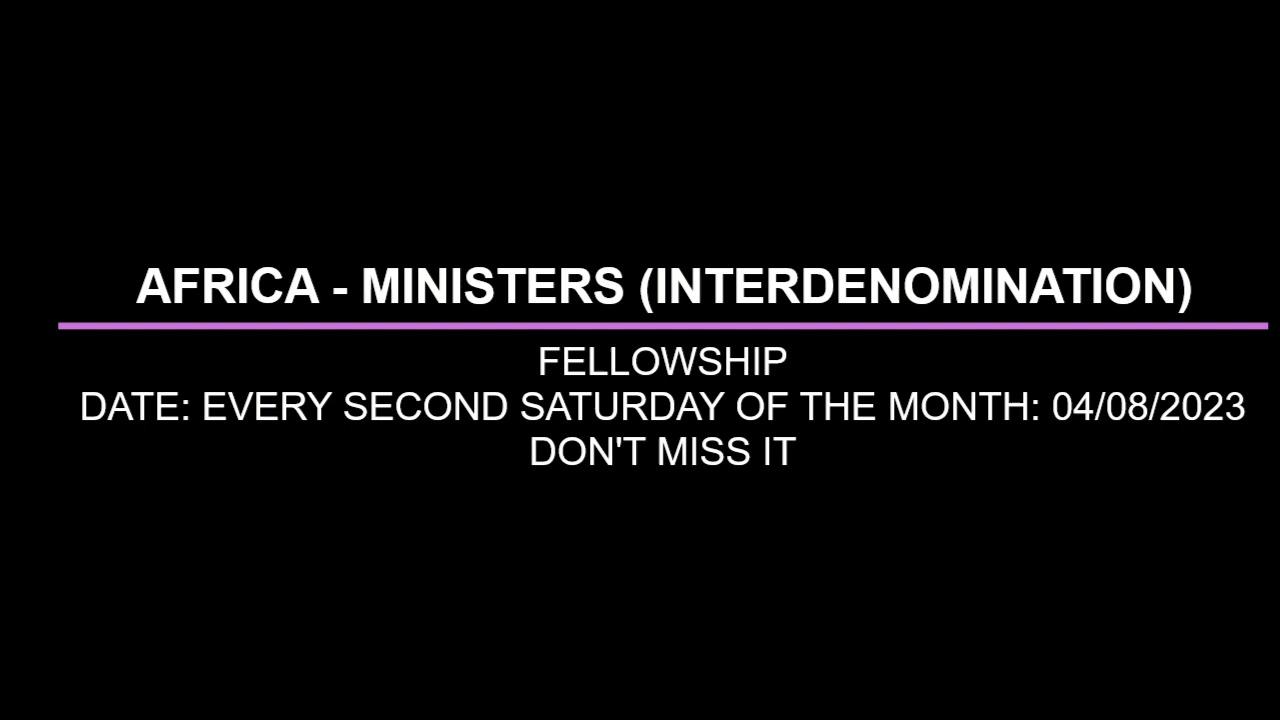 AFRICA - MINISTERS (INTERDENOMINATION)
FELLOWSHIP
DATE: EVERY SECOND SATURDAY OF THE MONTH: 04/08/2023
DON'T MISS IT